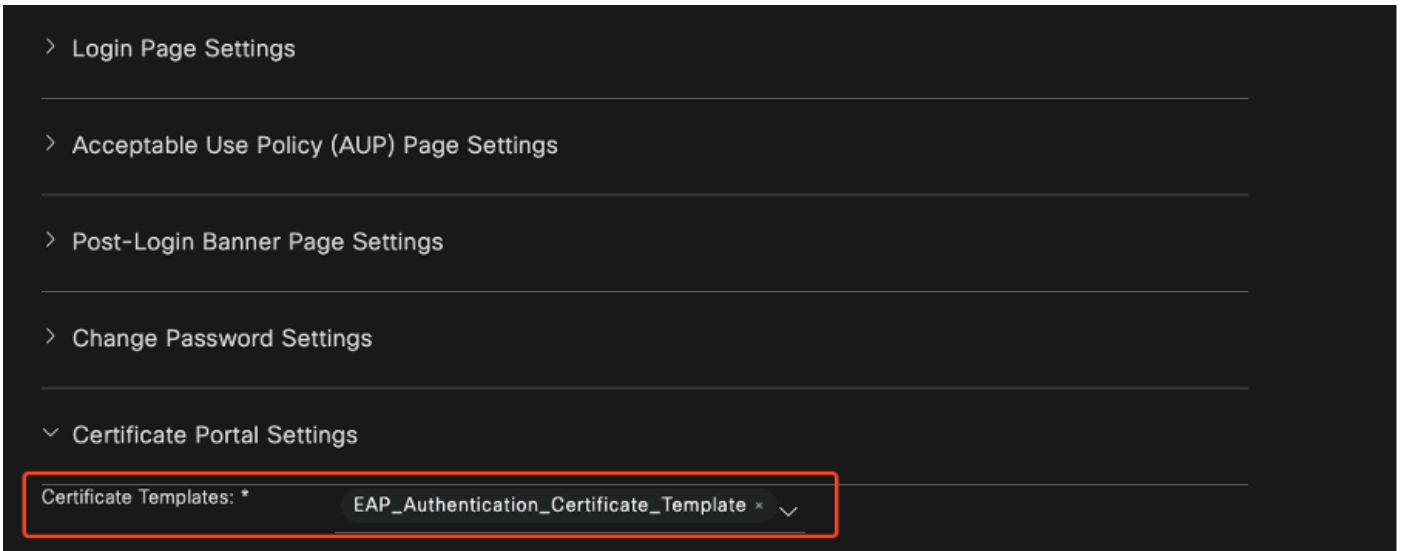 Login Page Settings
Acceptable Use Policy (AUP) Page Settings
Post-Login Banner Page Settings
Change Password Settings
Certificate Portal Settings
Certificate Templates: * EAP_Authentication_Certificate_Template ×